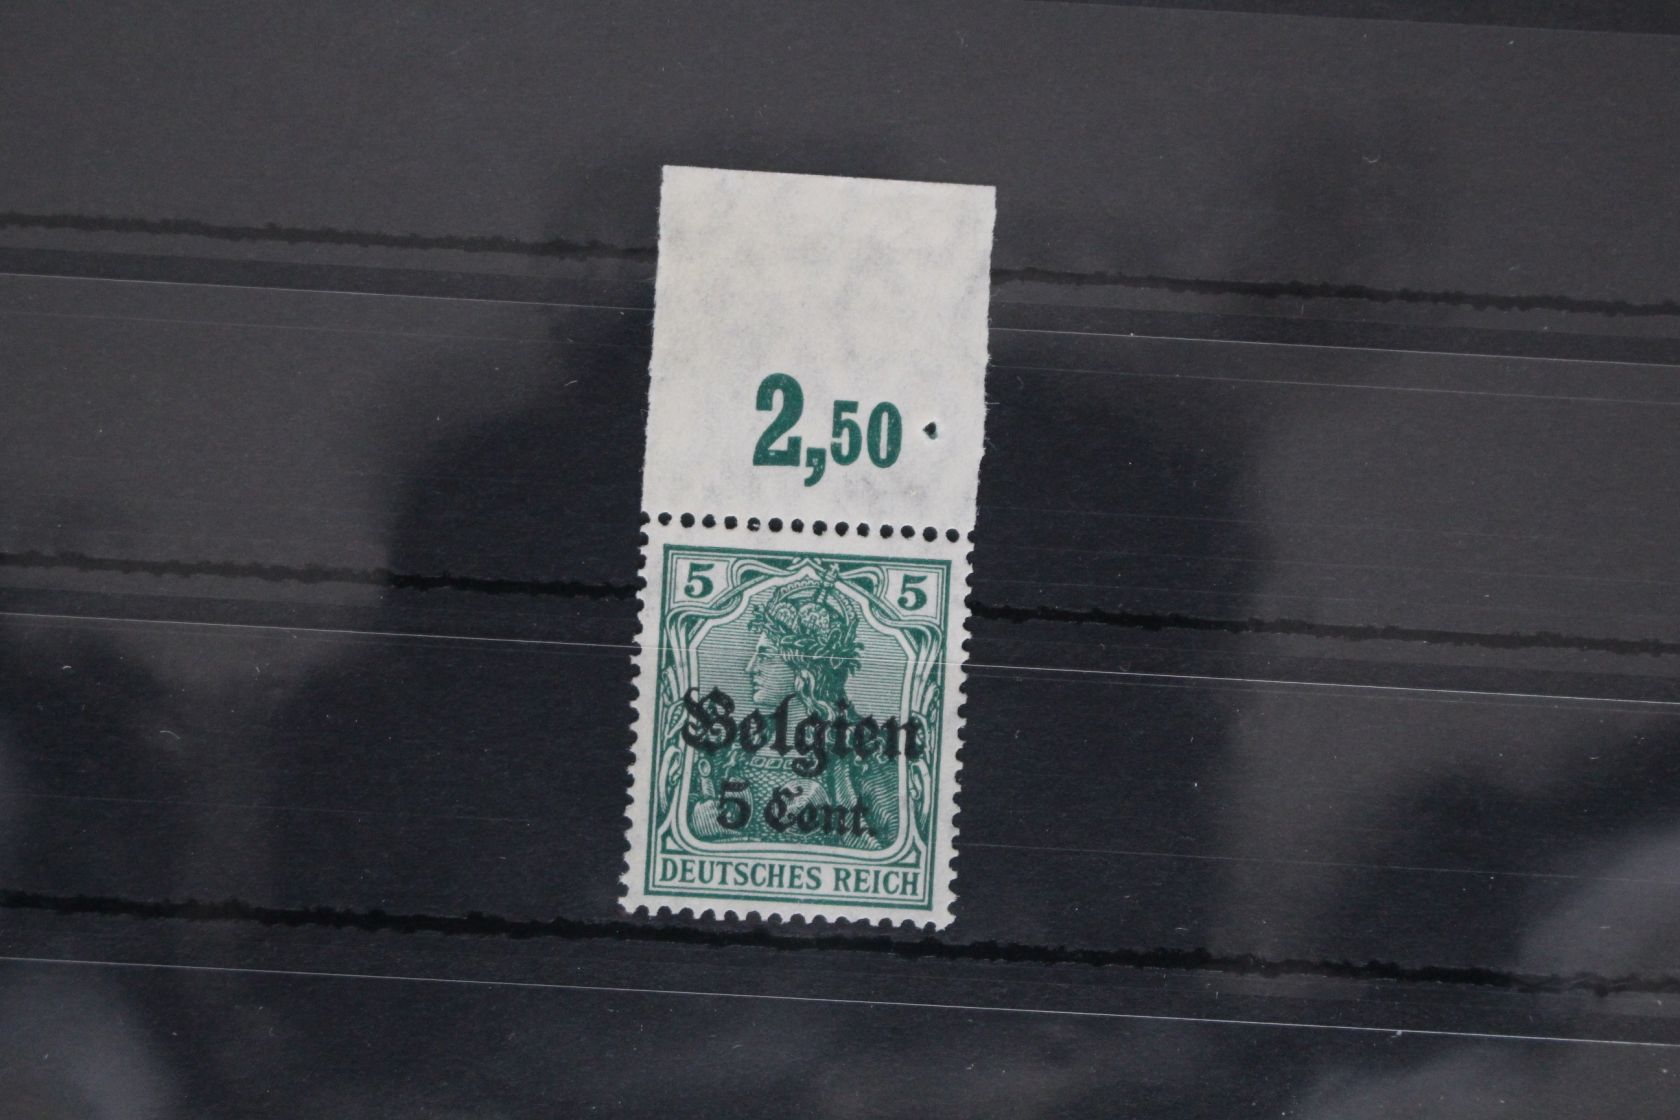 2,50
5 5
Belgien
5 Cent.
DEUTSCHES REICH